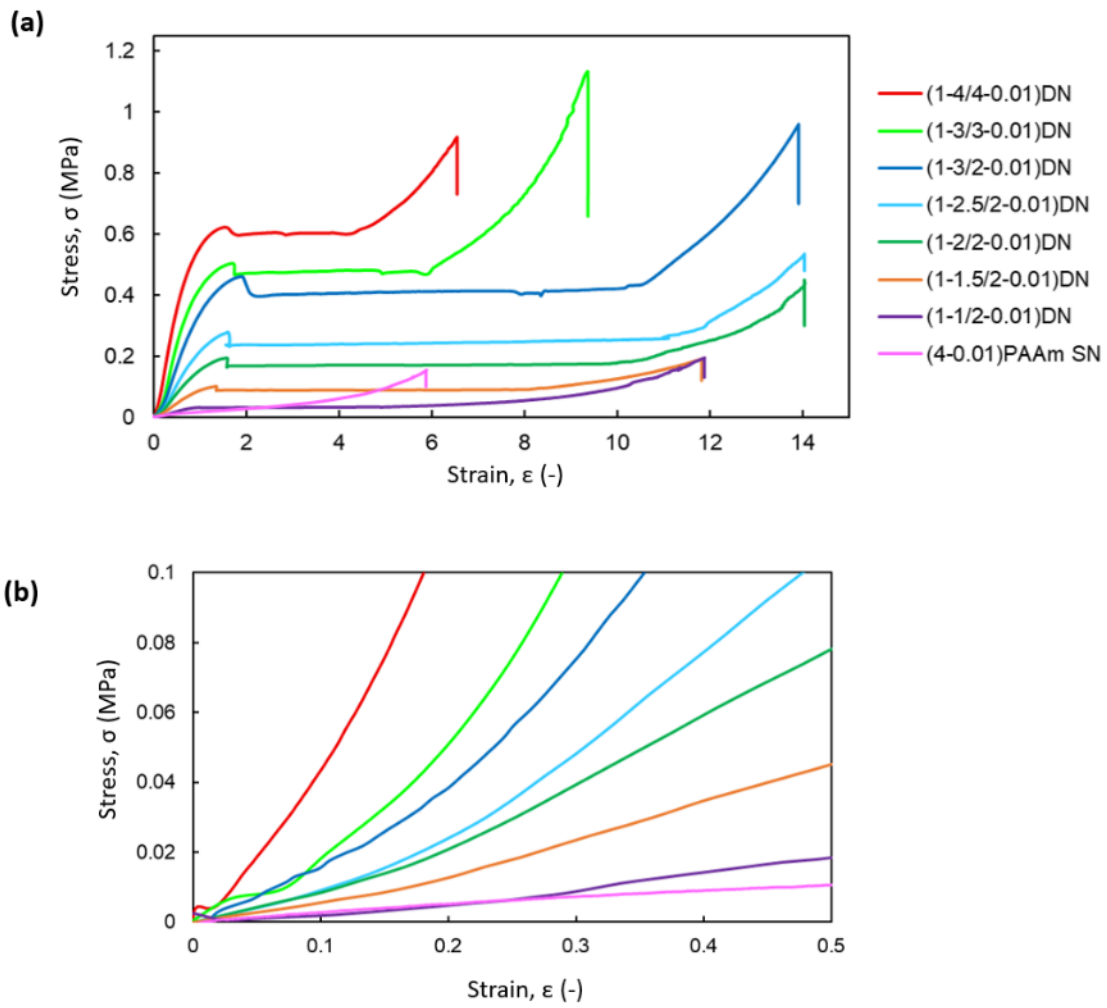 (a)
Stress, σ (MPa)
1.2
1
0.8
0.6
0.4
0.2
0
0 2 4 6 8 10 12 14
Strain, ε (-)
(1-4/4-0.01)DN
(1-3/3-0.01)DN
(1-3/2-0.01)DN
(1-2.5/2-0.01)DN
(1-2/2-0.01)DN
(1-1.5/2-0.01)DN
(1-1/2-0.01)DN
(4-0.01)PAAm SN
(b)
Stress, σ (MPa)
0.1
0.08
0.06
0.04
0.02
0
0 0.1 0.2 0.3 0.4 0.5
Strain, ε (-)